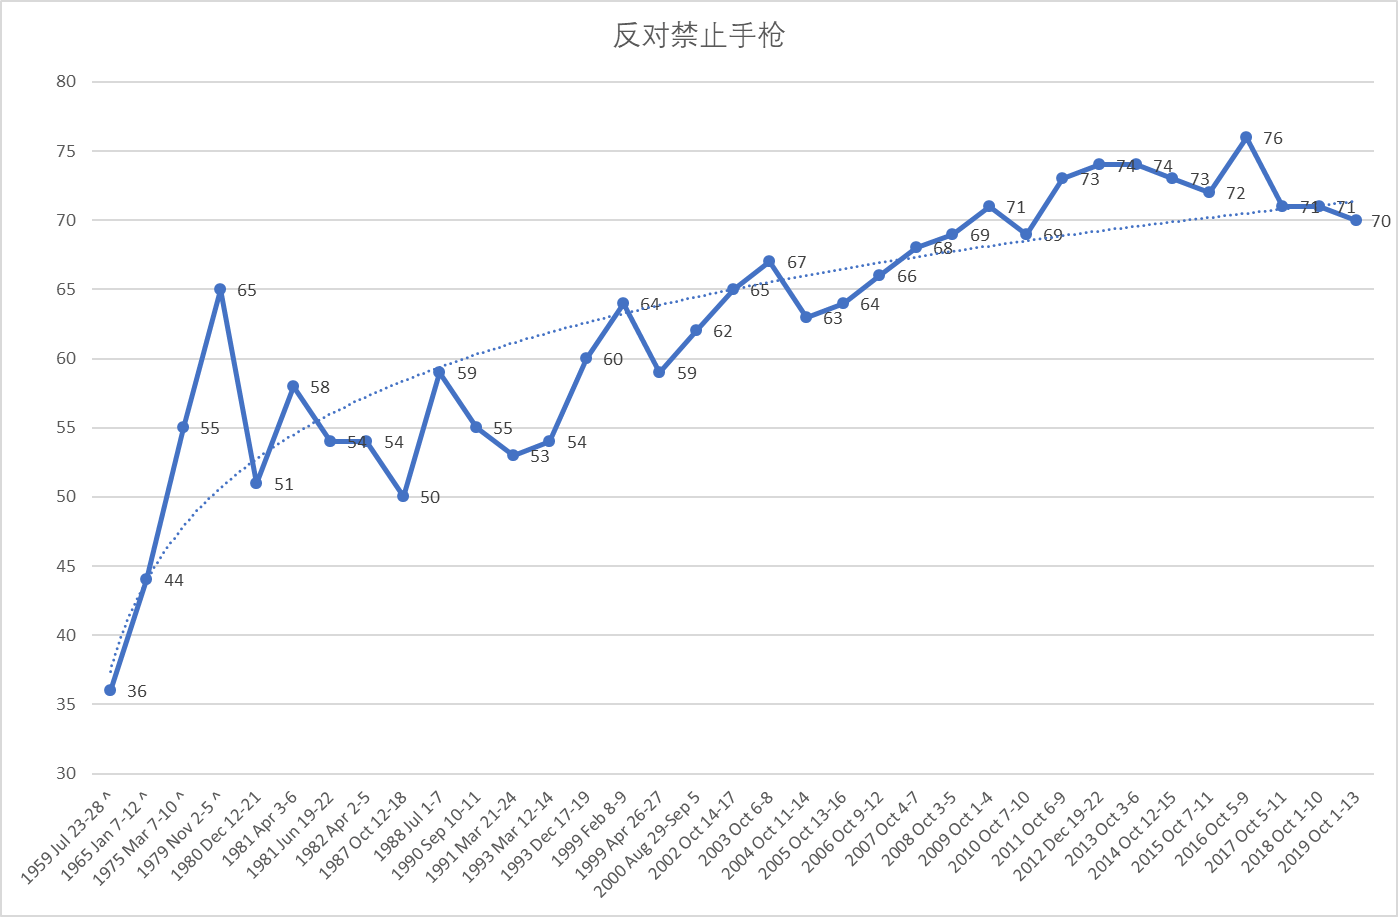 反对禁止手枪
80
75
70
65
60
55
50
45
40
35
30
36
44
55
65
51
58
54
54
50
59
55
53
54
60
64
59
62
65
67
63
64
66
68
69
71
69
73
74
74
73
72
76
71
71
70
1959 Jul 23-28 ^
1965 Jan 7-12 ^
1975 Mar 7-10 ^
1979 Nov 2-5 ^
1980 Dec 12-21
1981 Apr 3-6
1981 Jun 19-22
1982 Apr 2-5
1987 Oct 12-18
1988 Jul 1-7
1990 Sep 10-11
1991 Mar 21-24
1993 Mar 12-14
1993 Dec 17-19
1999 Feb 8-9
1999 Apr 26-27
2000 Aug 29-Sep 5
2002 Oct 14-17
2003 Oct 6-8
2004 Oct 11-14
2005 Oct 13-16
2006 Oct 9-12
2007 Oct 4-7
2008 Oct 3-5
2009 Oct 1-4
2010 Oct 7-10
2011 Oct 6-9
2012 Dec 19-22
2013 Oct 3-6
2014 Oct 12-15
2015 Oct 7-11
2016 Oct 5-9
2017 Oct 5-11
2018 Oct 1-10
2019 Oct 1-13